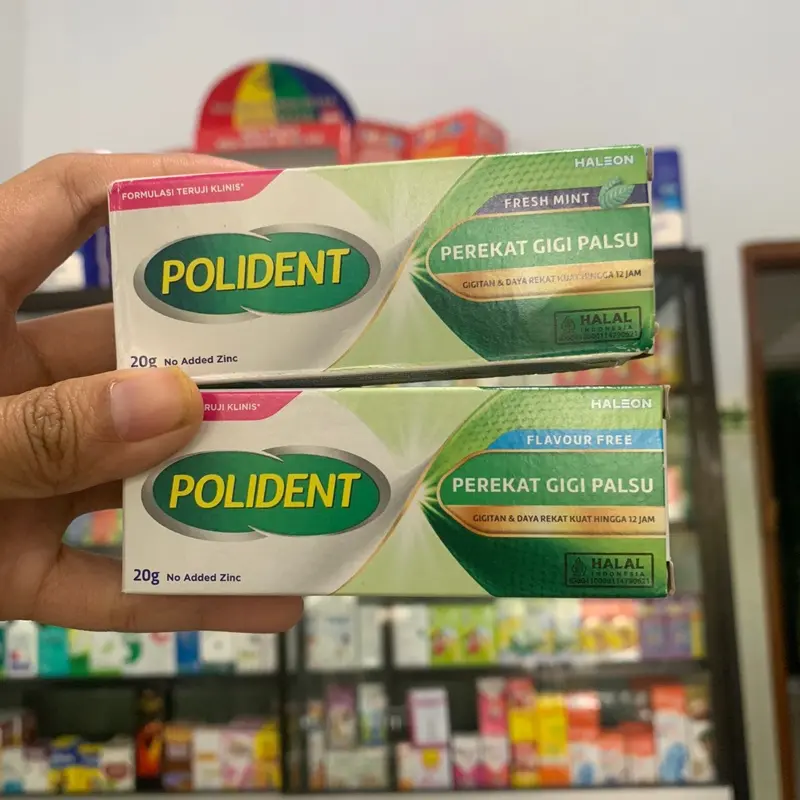 HALEON
FORMULASI TERUJI KLINIS*
FRESH MINT
POLIDENT
PEREKAT GIGI PALSU
GIGITAN & DAYA REKAT KUAT HINGGA 12 JAM
HALAL
INDONESIA
20g No Added Zinc
HALEON
RUJI KLINIS*
FLAVOUR FREE
POLIDENT
PEREKAT GIGI PALSU
GIGITAN & DAYA REKAT KUAT HINGGA 12 JAM
HALAL
INDONESIA
20g No Added Zinc